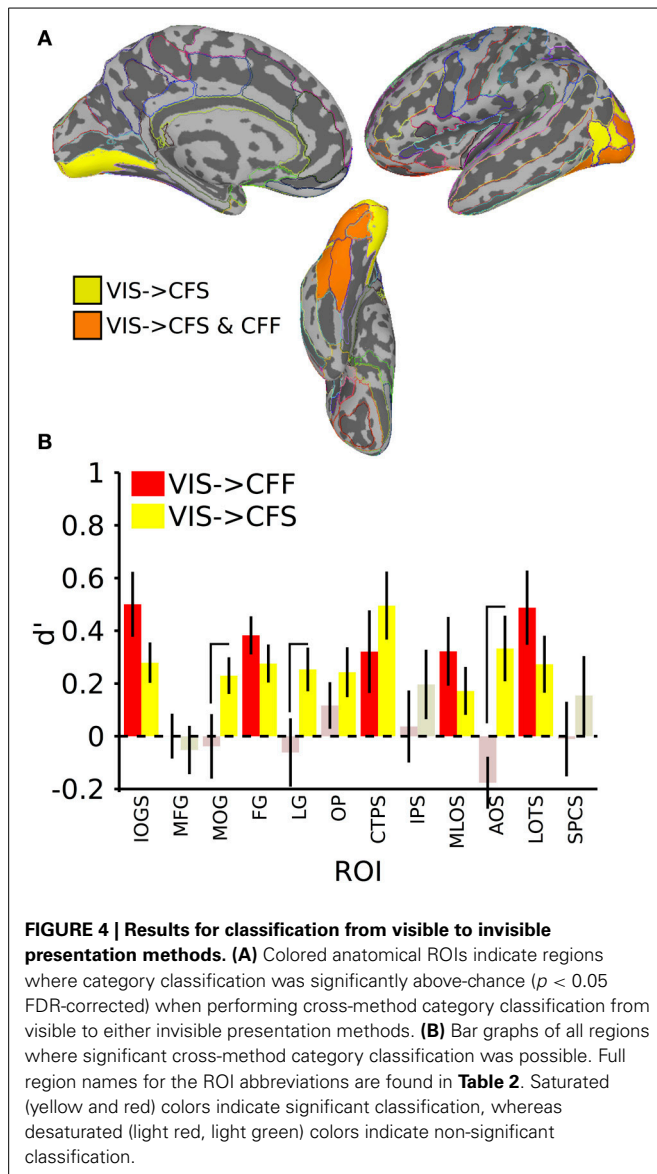 A
VIS->CFS
VIS->CFS & CFF
B
VIS->CFF
VIS->CFS
1
0.8
0.6
0.4
0.2
0
-0.2
d'
IOGS
MFG
MOG
FG
LG
OP
CTPS
IPS
MLOS
AOS
LOTS
SPCS
ROI
FIGURE 4 | Results for classification from visible to invisible
presentation methods. (A) Colored anatomical ROIs indicate regions
where category classification was significantly above-chance (p < 0.05
FDR-corrected) when performing cross-method category classification from
visible to either invisible presentation methods. (B) Bar graphs of all regions
where significant cross-method category classification was possible. Full
region names for the ROI abbreviations are found in Table 2. Saturated
(yellow and red) colors indicate significant classification, whereas
desaturated (light red, light green) colors indicate non-significant
classification.